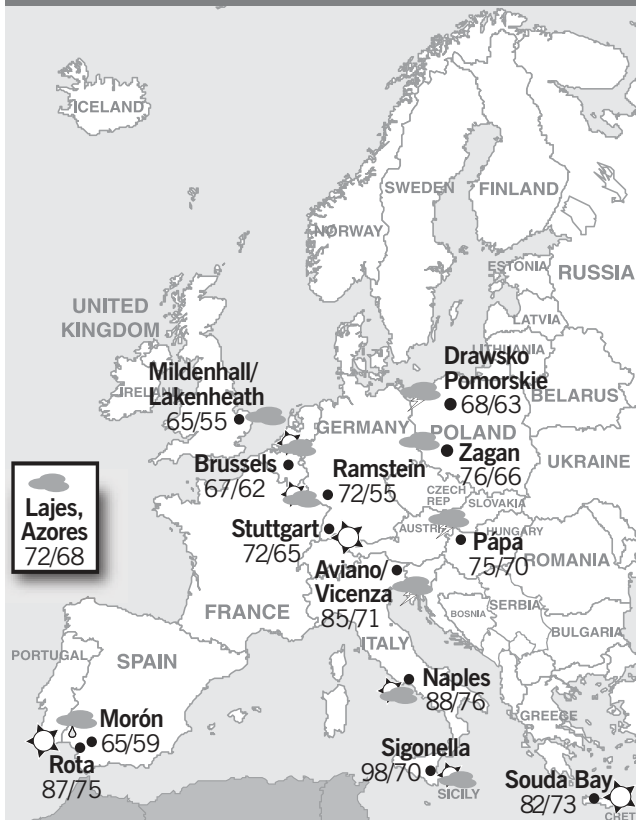 ICELAND
SWEDEN
FINLAND
NORWAY
ESTONIA
RUSSIA
LATVIA
LITHUANIA
UNITED
KINGDOM
IRELAND
Mildenhall/
Lakenheath
65/55
Drawsko
Pomorskie
68/63
BELARUS
GERMANY
POLAND
Zagan
76/66
UKRAINE
Brussels
67/62
Ramstein
72/55
CZECH
REP
SLOVAKIA
Lajes,
Azores
72/68
Stuttgart
72/65
AUSTRIA
HUNGARY
Pápa
75/70
ROMANIA
Aviano/
Vicenza
85/71
FRANCE
BOSNIA
SERBIA
BULGARIA
ITALY
PORTUGAL
SPAIN
Naples
88/76
GREECE
Morón
65/59
Rota
87/75
Sigonella
98/70
SICILY
Souda Bay
82/73
CRET